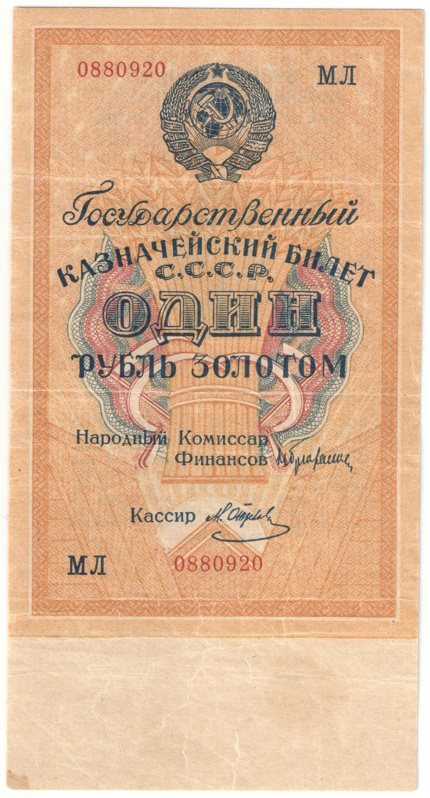 0880920 МЛ
Государственный
КАЗНАЧЕЙСКИЙ БИЛЕТ
С.С.С.Р.
ОДИН
РУБЛЬ ЗОЛОТОМ
Народный Комиссар
Финансов
Кассир
МЛ 0880920